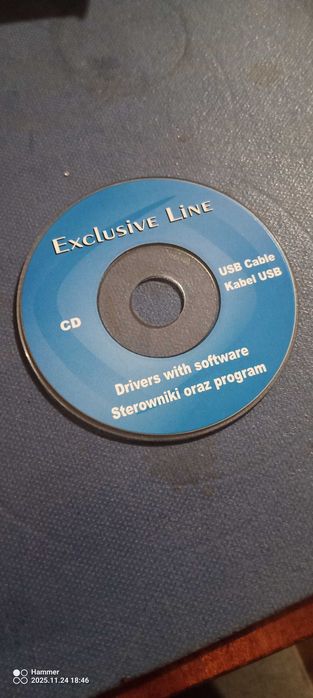 Exclusive Line
USB Cable
Kabel USB
CD
Drivers with software
Sterowniki oraz program
Hammer
2025.11.24 18:46